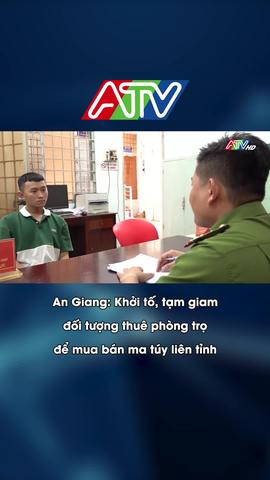 ATV
ATV HD
An Giang: Khởi tố, tạm giam
đối tượng thuê phòng trọ
để mua bán ma túy liên tỉnh